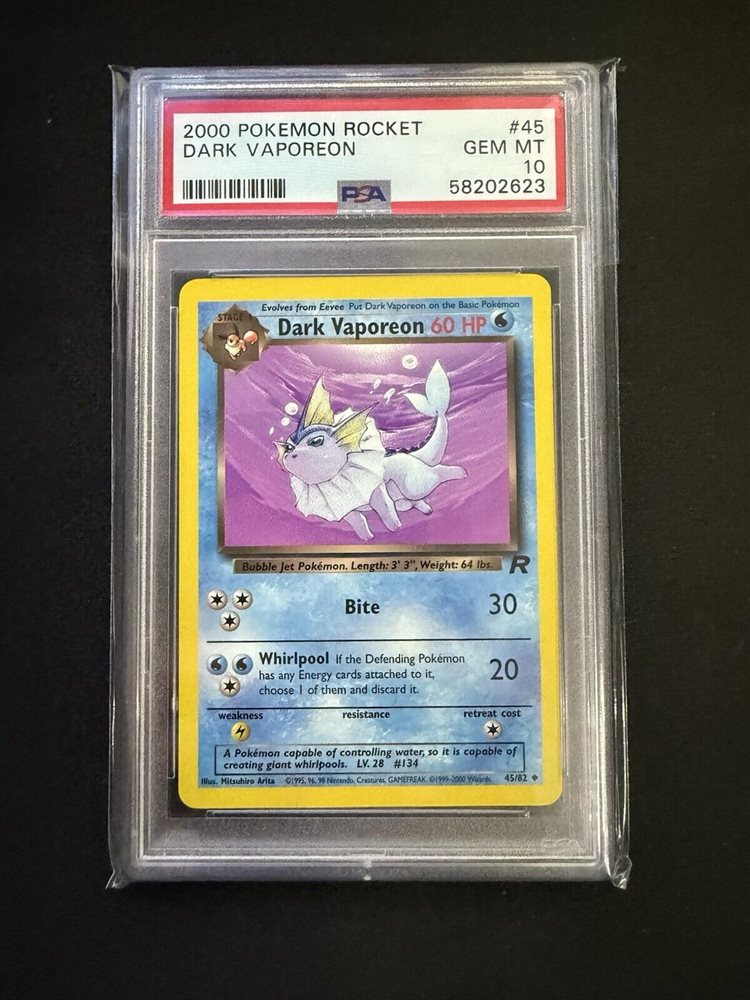 2000 POKEMON ROCKET #45
DARK VAPOREON GEM MT
10
PSA 58202623
Evolves from Eevee Put Dark Vaporeon on the Basic Pokémon
STAGE 1
Dark Vaporeon 60 HP
Bubble Jet Pokémon. Length: 3' 3", Weight: 64 lbs. R
Bite 30
Whirlpool If the Defending Pokémon
has any Energy cards attached to it,
choose 1 of them and discard it.
20
weakness resistance retreat cost
A Pokémon capable of controlling water, so it is capable of
creating giant whirlpools. LV. 28 #134
Illus. Mitsuhiro Arita ©1995, 96, 98 Nintendo, Creatures, GAMEFREAK. ©1999-2000 Wizards. 45/82